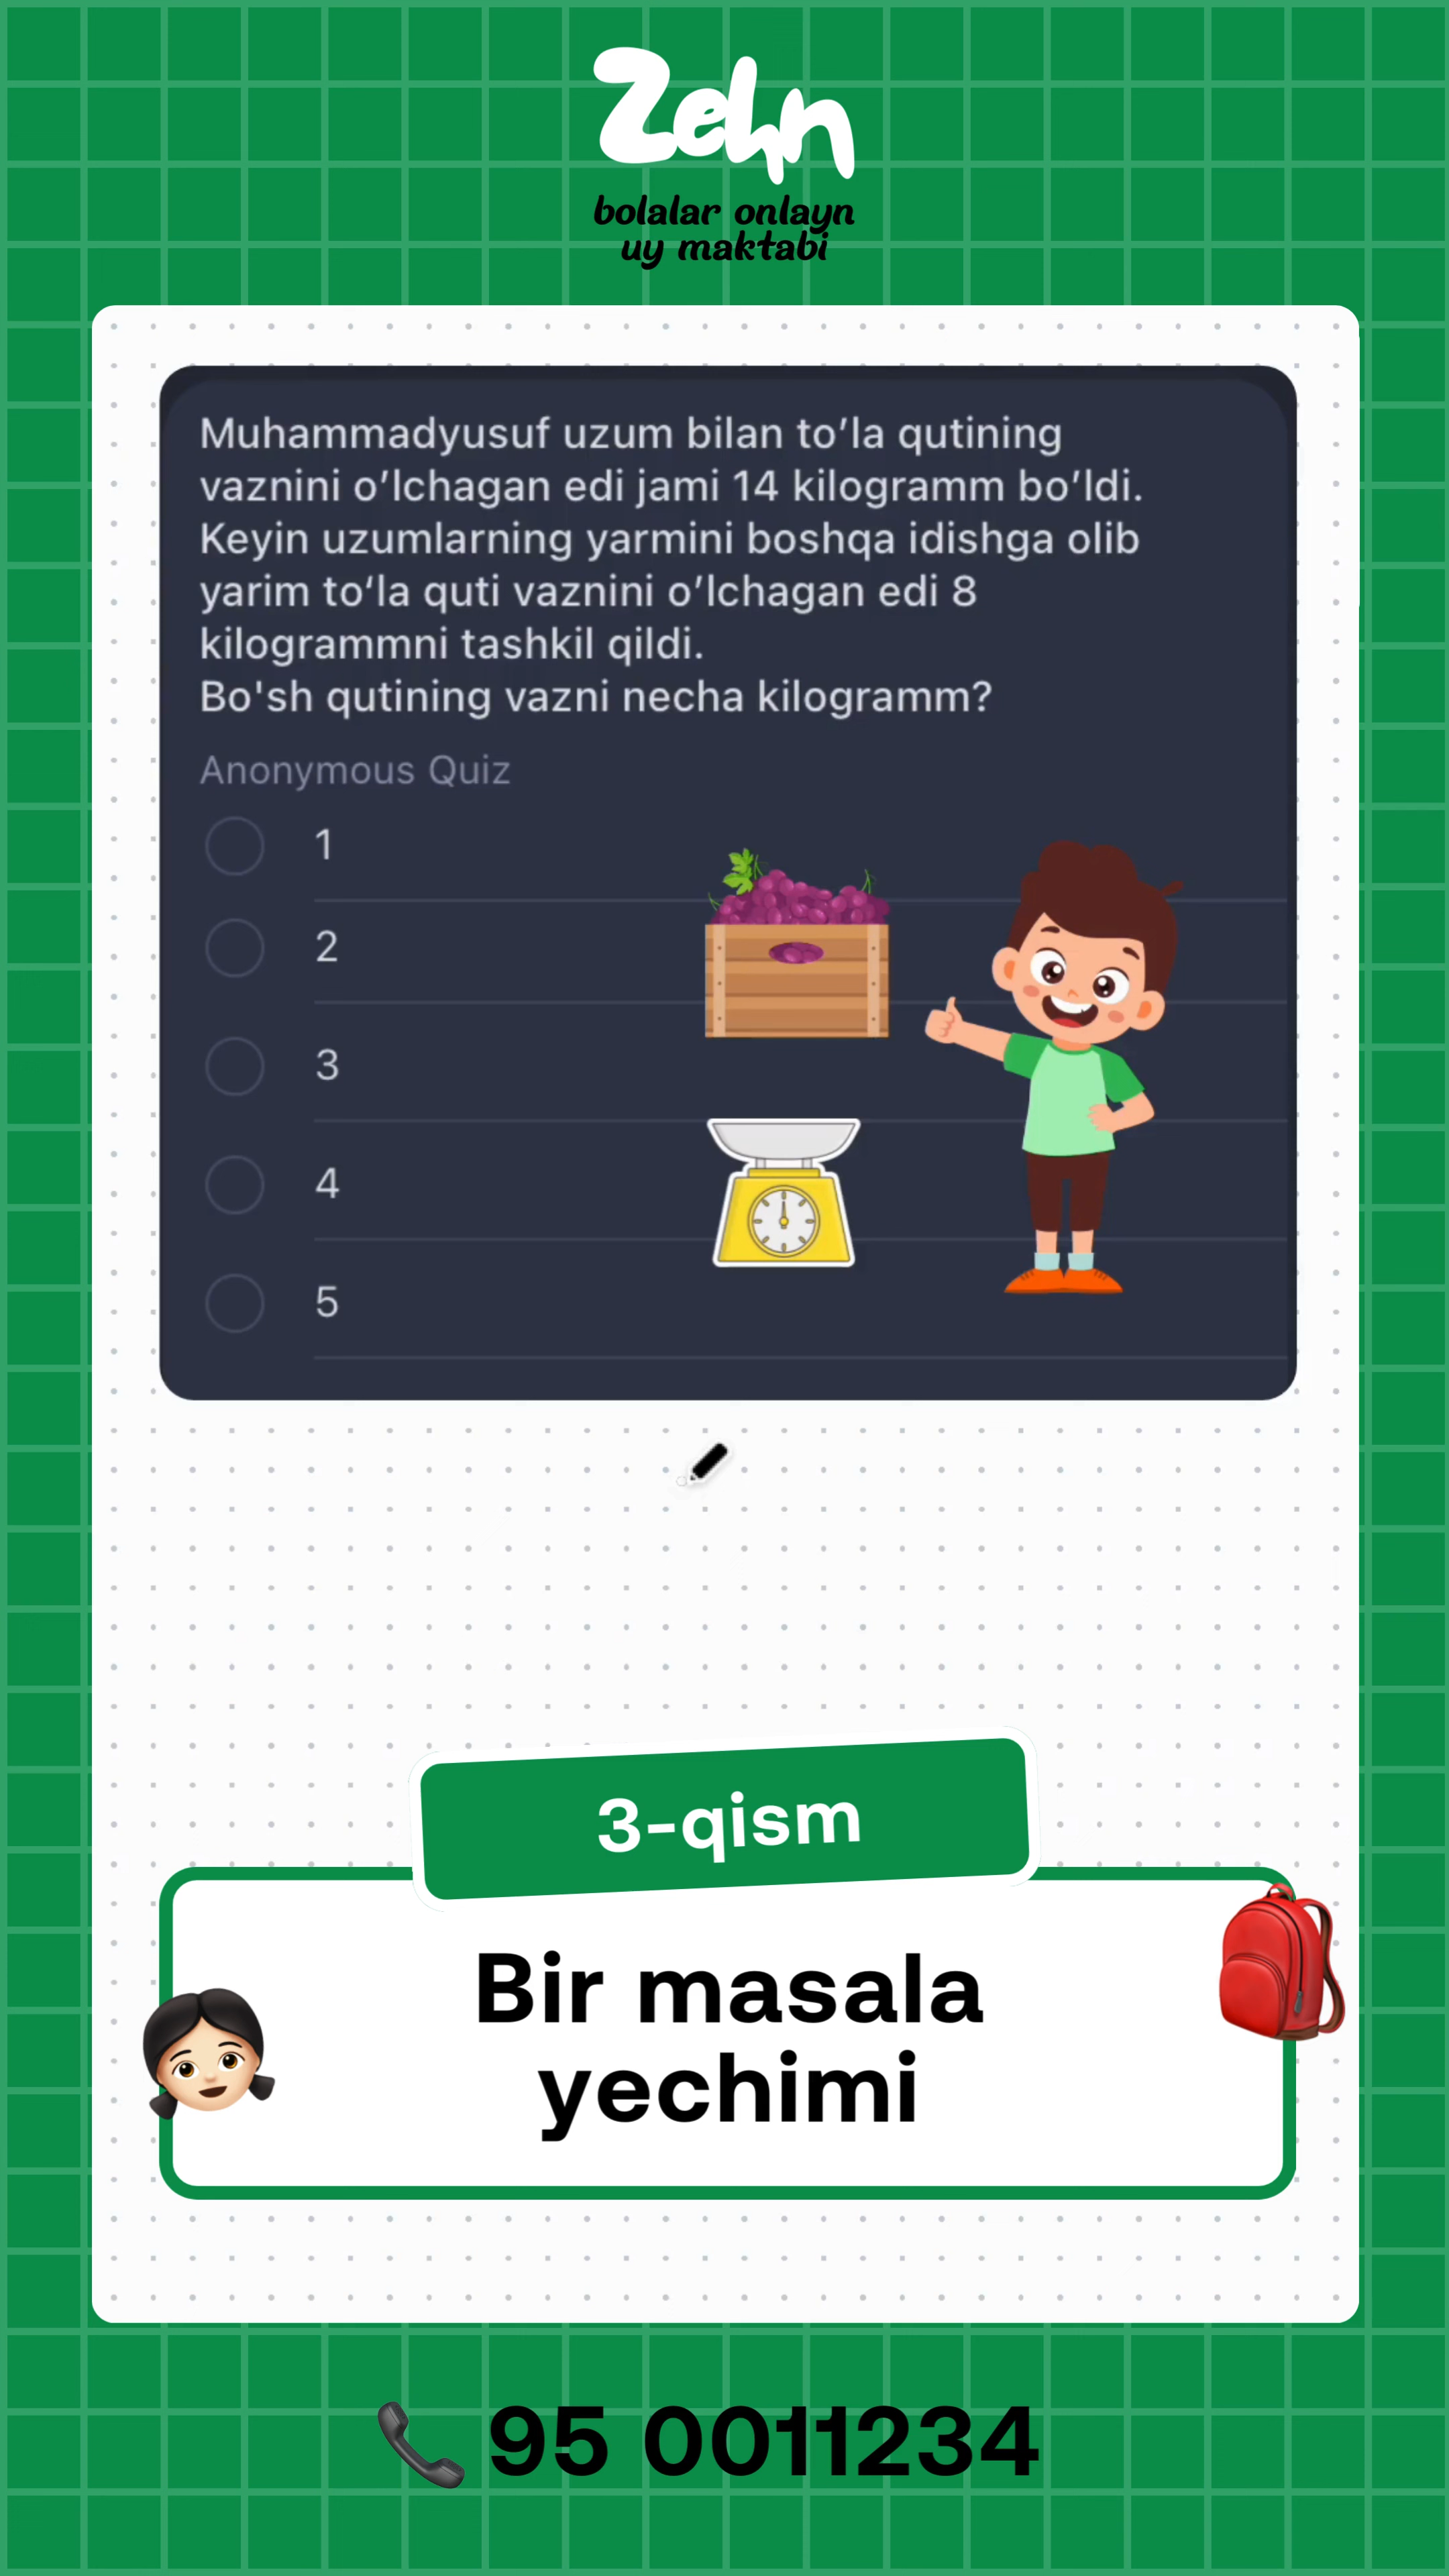 Zehn
bolalar onlayn
uy maktabi
Muhammadyusuf uzum bilan to’la qutining
vaznini o’lchagan edi jami 14 kilogramm bo’ldi.
Keyin uzumlarning yarmini boshqa idishga olib
yarim to‘la quti vaznini o’lchagan edi 8
kilogrammni tashkil qildi.
Bo'sh qutining vazni necha kilogramm?
Anonymous Quiz
1
2
3
4
5
3-qism
Bir masala
yechimi
95 0011234